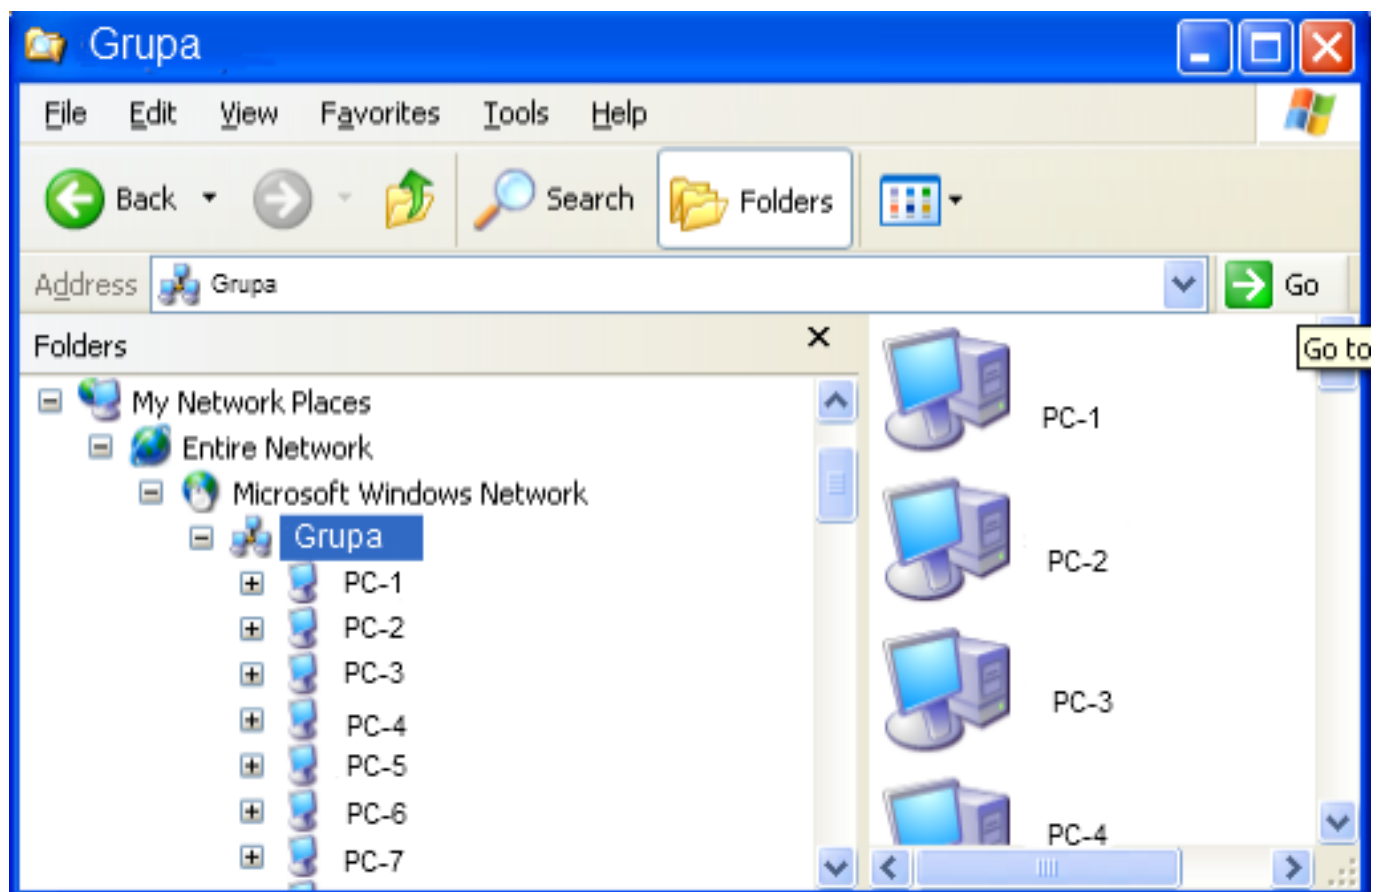 Grupa
File Edit View Favorites Tools Help
Back Search Folders
Address Grupa Go
Folders
Go to
My Network Places
Entire Network
Microsoft Windows Network
Grupa
PC-1
PC-2
PC-3
PC-4
PC-5
PC-6
PC-7
PC-1
PC-2
PC-3
PC-4